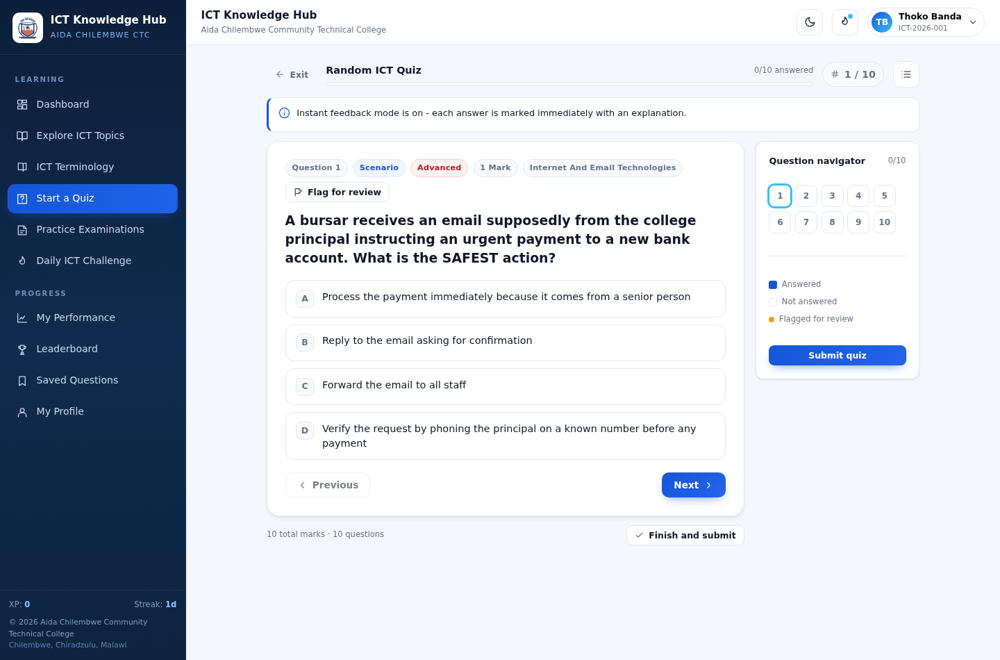 ICT Knowledge Hub
AIDA CHILEMBWE CTC
LEARNING
Dashboard
Explore ICT Topics
ICT Terminology
Start a Quiz
Practice Examinations
Daily ICT Challenge
PROGRESS
My Performance
Leaderboard
Saved Questions
My Profile
XP: 0
Streak: 1d
© 2026 Aida Chilembwe Community
Technical College
Chilembwe, Chiradzulu, Malawi
ICT Knowledge Hub
Aida Chilembwe Community Technical College
TB
Thoko Banda
ICT-2026-001
Exit
Random ICT Quiz
0/10 answered
# 1 / 10
Instant feedback mode is on - each answer is marked immediately with an explanation.
Question 1
Scenario
Advanced
1 Mark
Internet And Email Technologies
Flag for review
A bursar receives an email supposedly from the college
principal instructing an urgent payment to a new bank
account. What is the SAFEST action?
A Process the payment immediately because it comes from a senior person
B Reply to the email asking for confirmation
C Forward the email to all staff
D Verify the request by phoning the principal on a known number before any
payment
Previous
Next
10 total marks · 10 questions
Finish and submit
Question navigator
0/10
1 2 3 4 5
6 7 8 9 10
Answered
Not answered
Flagged for review
Submit quiz